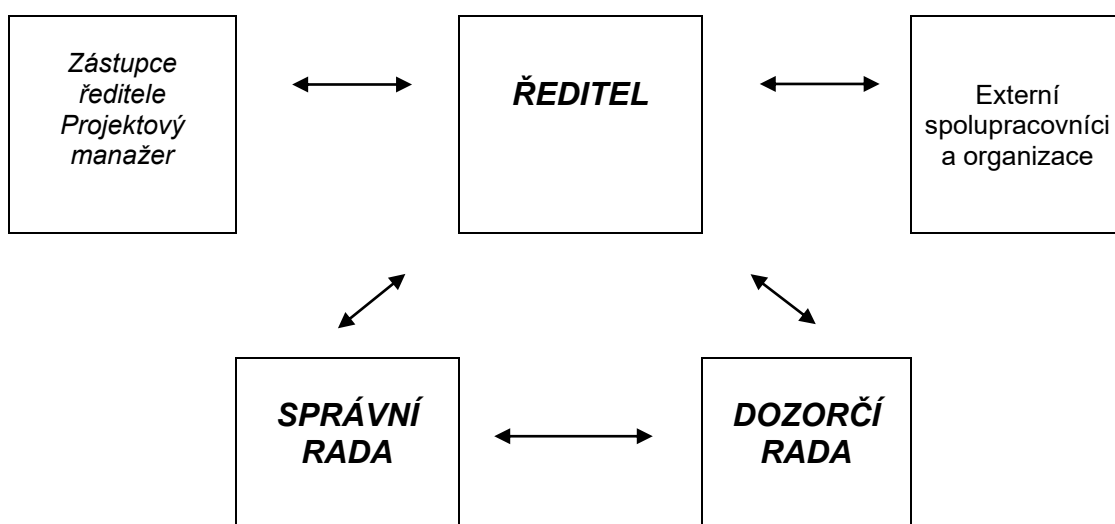 Zástupce
ředitele
Projektový
manažer
ŘEDITEL
Externí
spolupracovníci
a organizace
SPRÁVNÍ
RADA
DOZORČÍ
RADA